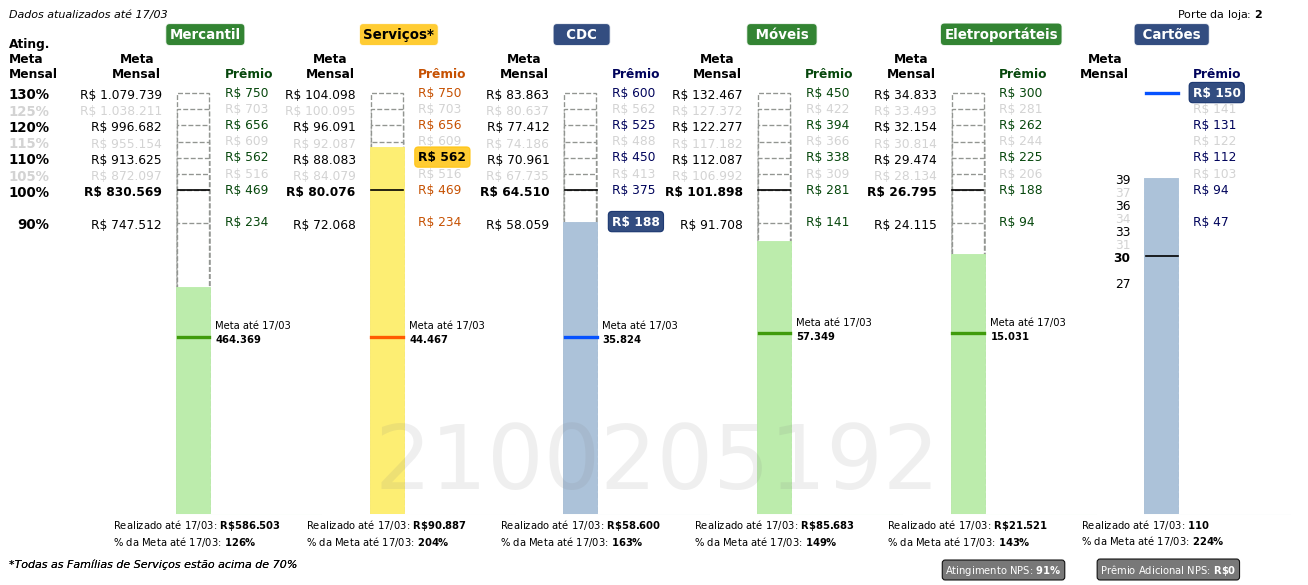 Dados atualizados até 17/03
Porte da loja: 2
Mercantil Serviços* CDC Móveis Eletroportáteis Cartões
Ating. Meta Mensal
Meta Mensal Prêmio Meta Mensal Prêmio Meta Mensal Prêmio Meta Mensal Prêmio Meta Mensal Prêmio Meta Mensal Prêmio
130% R$ 1.079.739 R$ 750 R$ 104.098 R$ 750 R$ 83.863 R$ 600 R$ 132.467 R$ 450 R$ 34.833 R$ 300 R$ 150
125% R$ 1.038.211 R$ 703 R$ 100.095 R$ 703 R$ 80.637 R$ 562 R$ 127.372 R$ 422 R$ 33.493 R$ 281 R$ 141
120% R$ 996.682 R$ 656 R$ 96.091 R$ 656 R$ 77.412 R$ 525 R$ 122.277 R$ 394 R$ 32.154 R$ 262 R$ 131
115% R$ 955.154 R$ 609 R$ 92.087 R$ 609 R$ 74.186 R$ 488 R$ 117.182 R$ 366 R$ 30.814 R$ 244 R$ 122
110% R$ 913.625 R$ 562 R$ 88.083 R$ 562 R$ 70.961 R$ 450 R$ 112.087 R$ 338 R$ 29.474 R$ 225 R$ 112
105% R$ 872.097 R$ 516 R$ 84.079 R$ 516 R$ 67.735 R$ 413 R$ 106.992 R$ 309 R$ 28.134 R$ 206 39 R$ 103
100% R$ 830.569 R$ 469 R$ 80.076 R$ 469 R$ 64.510 R$ 375 R$ 101.898 R$ 281 R$ 26.795 R$ 188 37 R$ 94
36
34
90% R$ 747.512 R$ 234 R$ 72.068 R$ 234 R$ 58.059 R$ 188 R$ 91.708 R$ 141 R$ 24.115 R$ 94 33 R$ 47
31
30
27
Meta até 17/03 Meta até 17/03 Meta até 17/03 Meta até 17/03 Meta até 17/03
464.369 44.467 35.824 57.349 15.031
2100205192
Realizado até 17/03: R$586.503 Realizado até 17/03: R$90.887 Realizado até 17/03: R$58.600 Realizado até 17/03: R$85.683 Realizado até 17/03: R$21.521 Realizado até 17/03: 110
% da Meta até 17/03: 126% % da Meta até 17/03: 204% % da Meta até 17/03: 163% % da Meta até 17/03: 149% % da Meta até 17/03: 143% % da Meta até 17/03: 224%
*Todas as Famílias de Serviços estão acima de 70%
Atingimento NPS: 91% Prêmio Adicional NPS: R$0